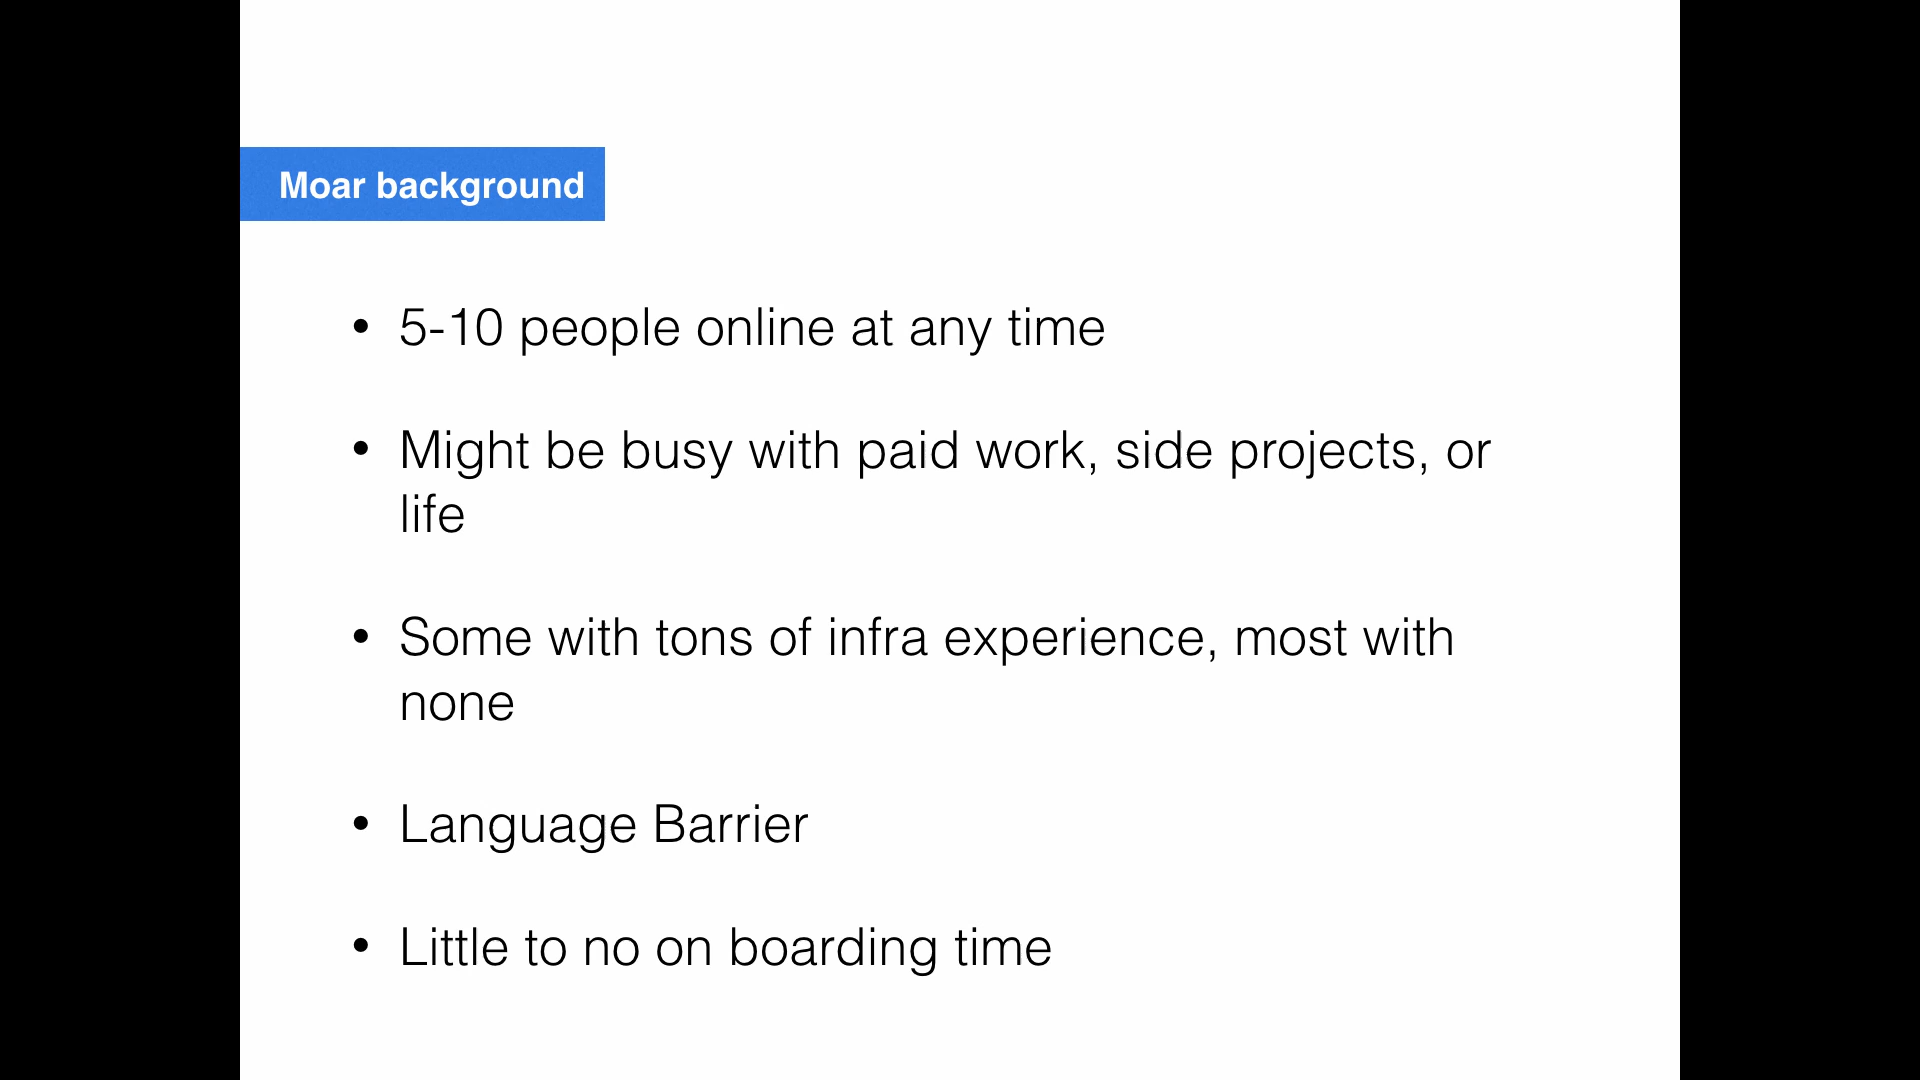 Moar background
• 5-10 people online at any time
• Might be busy with paid work, side projects, or
life
• Some with tons of infra experience, most with
none
• Language Barrier
• Little to no on boarding time